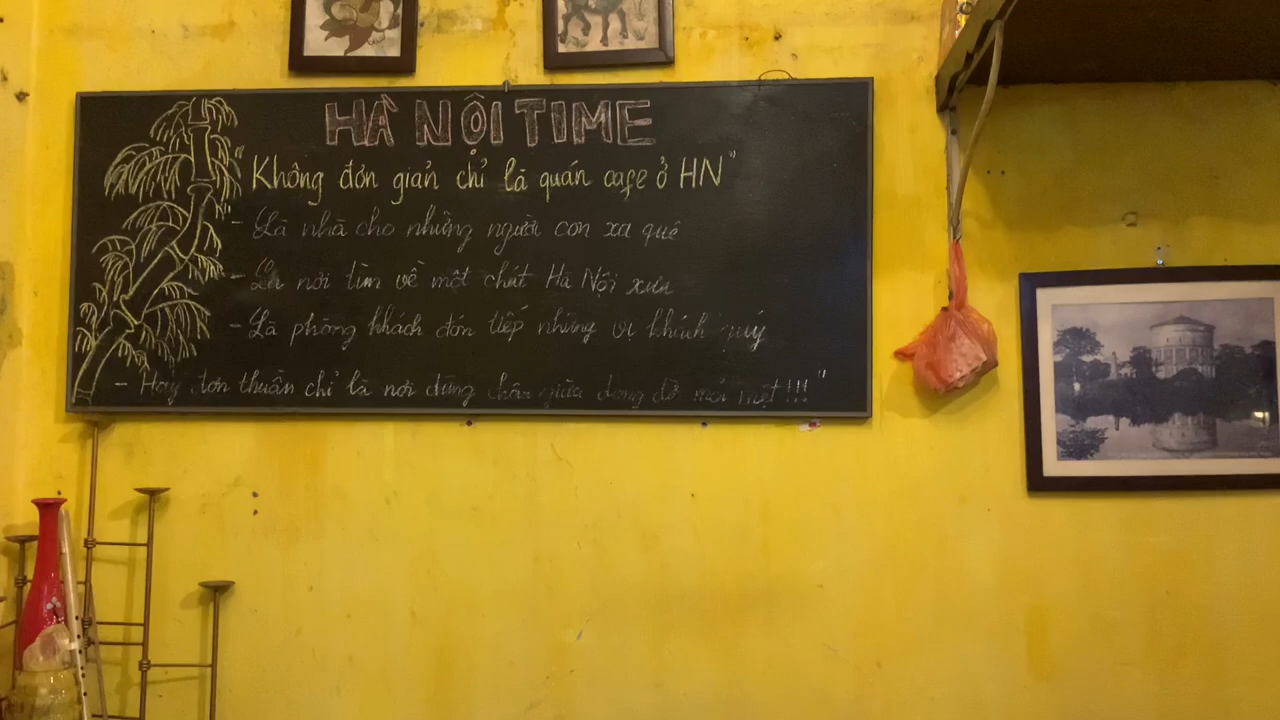 HÀ NỘI TIME
"Không đơn giản chỉ là quán cafe ở HN"
- Là nhà cho những người con xa quê
- Là nơi tìm về một chút Hà Nội xưa
- Là phòng khách đón tiếp những vị khách quý
- Hay đơn thuần chỉ là nơi dừng chân giữa dòng đời mỏi mệt!!!"